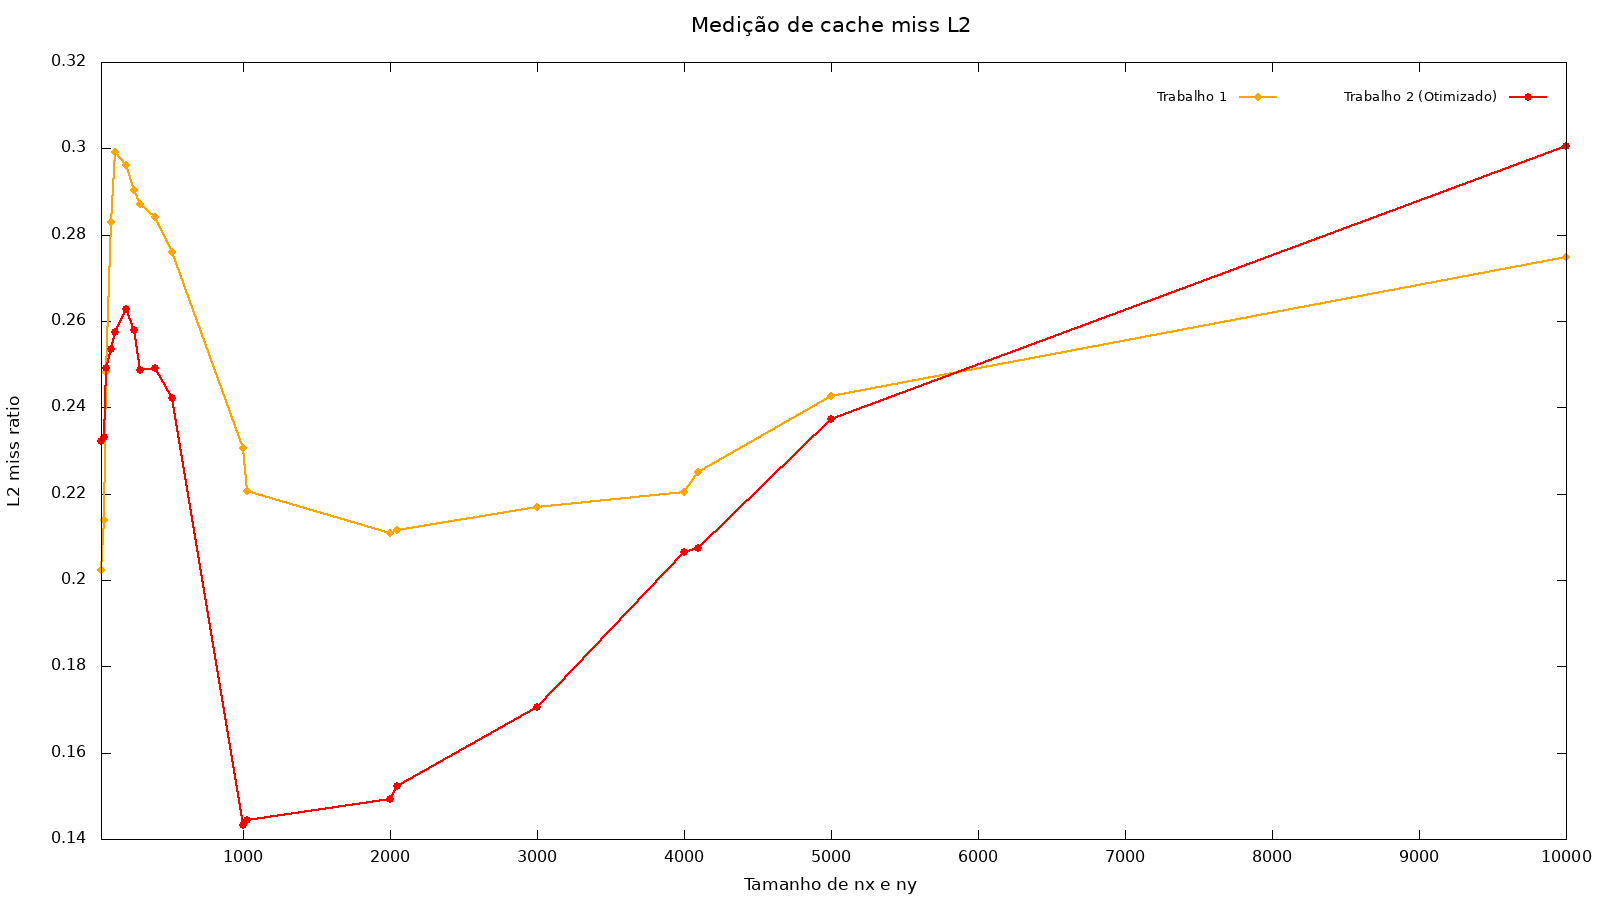 Medição de cache miss L2
Trabalho 1
Trabalho 2 (Otimizado)
0.32
0.3
0.28
0.26
0.24
0.22
0.2
0.18
0.16
0.14
L2 miss ratio
1000 2000 3000 4000 5000 6000 7000 8000 9000 10000
Tamanho de nx e ny